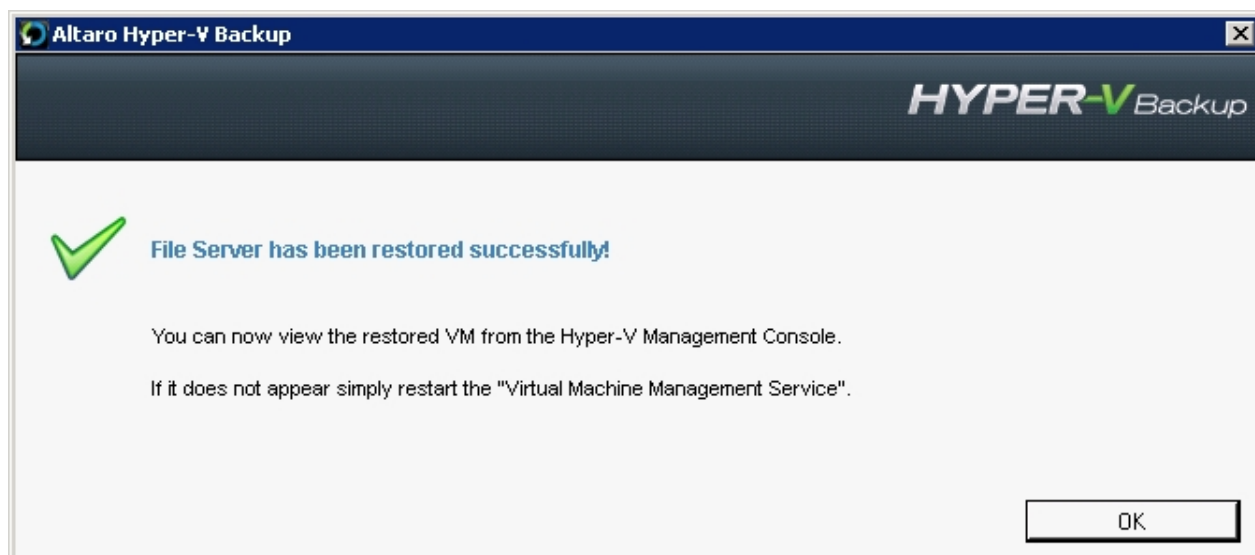 Altaro Hyper-V Backup
HYPER-V Backup
File Server has been restored successfully!
You can now view the restored VM from the Hyper-V Management Console.
If it does not appear simply restart the "Virtual Machine Management Service".
OK